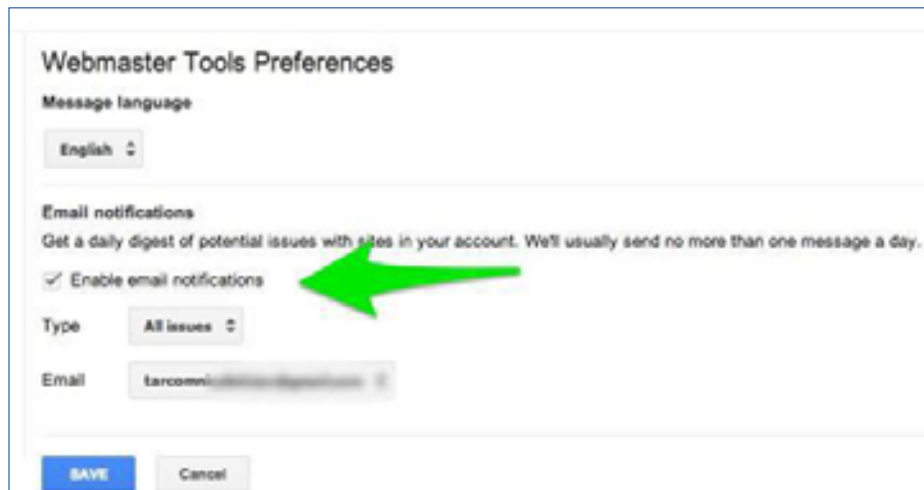 Webmaster Tools Preferences
Message language
English
Email notifications
Get a daily digest of potential issues with sites in your account. We'll usually send no more than one message a day.
Enable email notifications
Type All issues
Email
SAVE Cancel